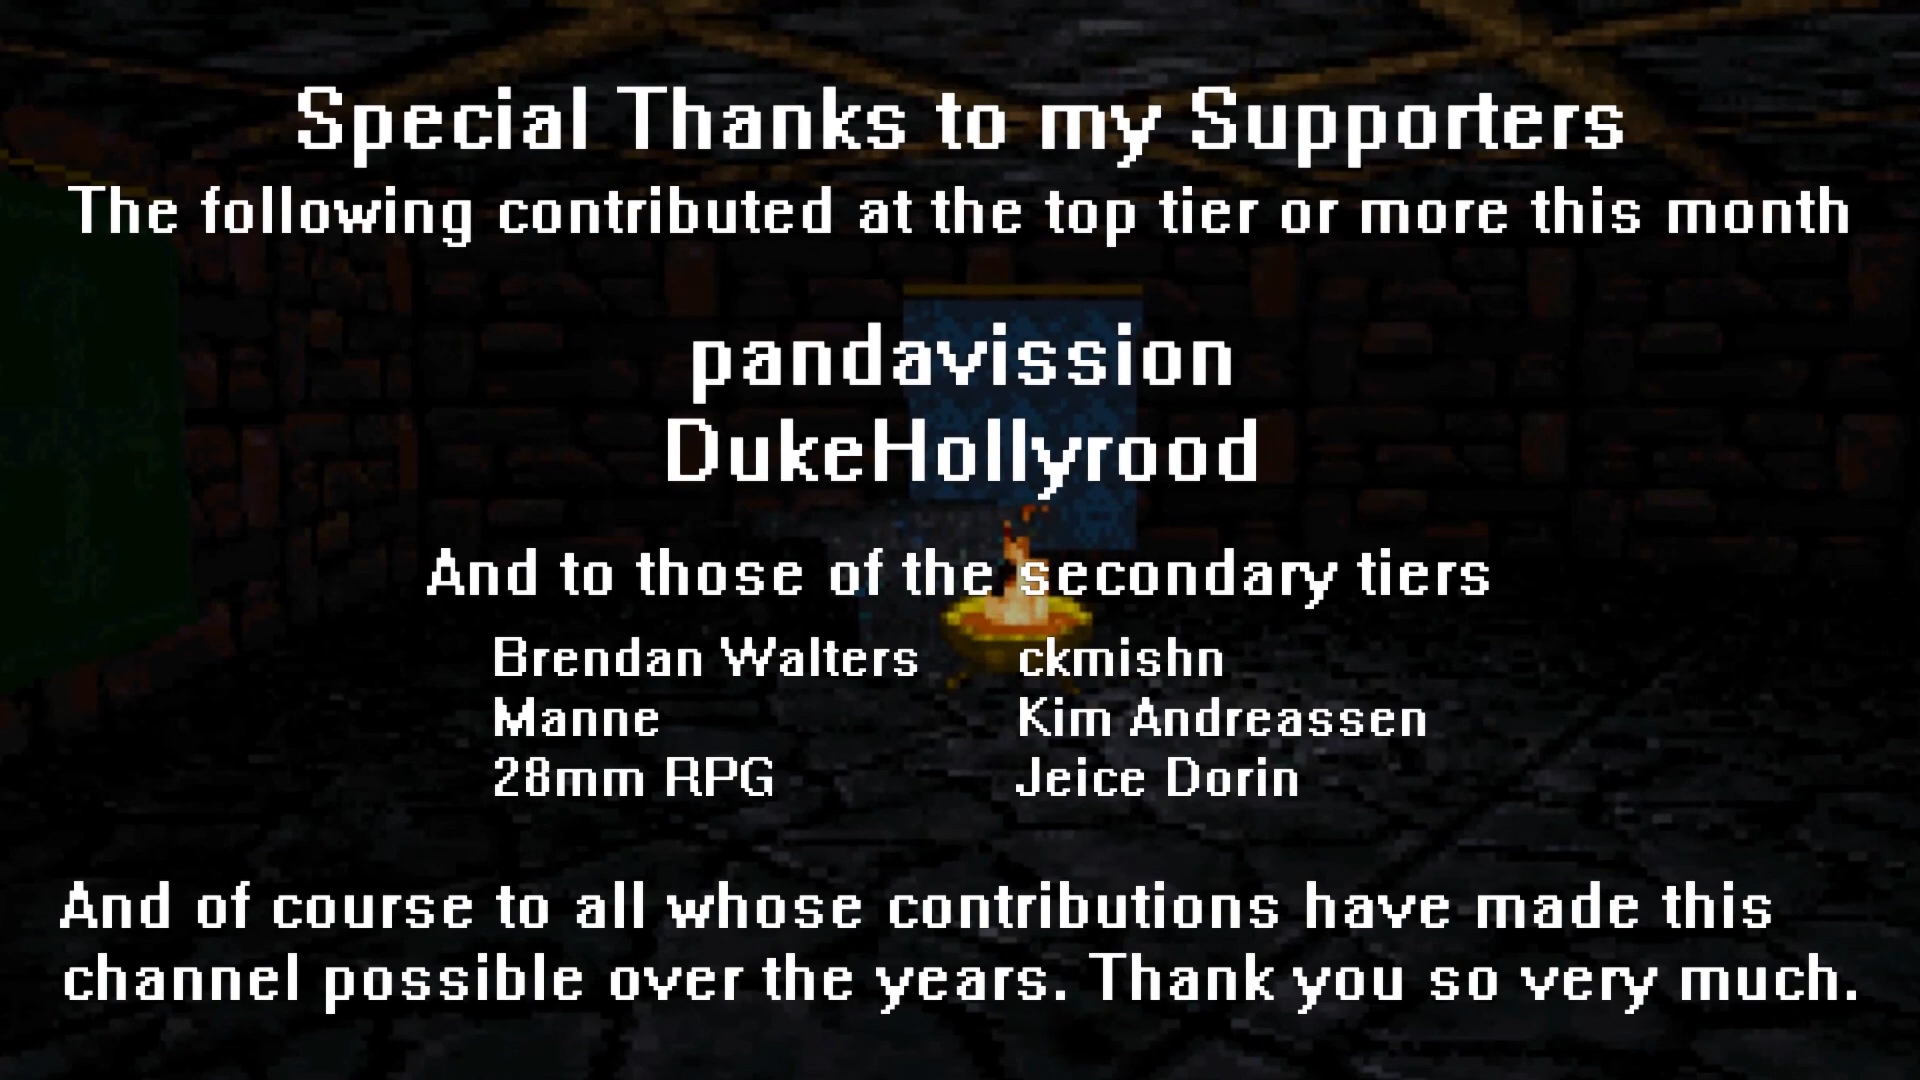 Special Thanks to my Supporters
The following contributed at the top tier or more this month
pandavission
DukeHollyrood
And to those of the secondary tiers
Brendan Walters
ckmishn
Manne
Kim Andreassen
28mm RPG
Jeice Dorin
And of course to all whose contributions have made this
channel possible over the years. Thank you so very much.